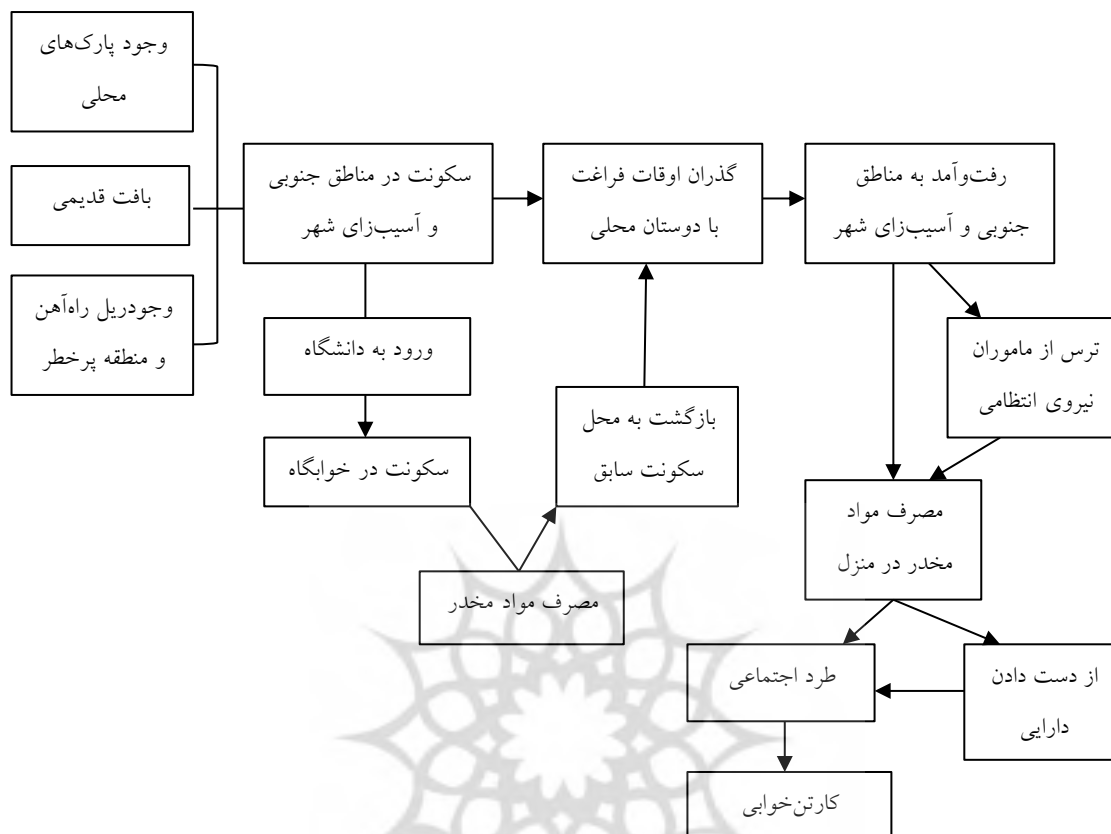 وجود پارک‌های
محلی
بافت قدیمی
وجودریل راه‌آهن
و منطقه پرخطر
سکونت در مناطق جنوبی
و آسیب‌زای شهر
ورود به دانشگاه
سکونت در خوابگاه
مصرف مواد مخدر
بازگشت به محل
سکونت سابق
گذران اوقات فراغت
با دوستان محلی
رفت‌وآمد به مناطق
جنوبی و آسیب‌زای شهر
ترس از ماموران
نیروی انتظامی
مصرف مواد
مخدر در منزل
از دست دادن
دارایی
طرد اجتماعی
کارتن‌خوابی